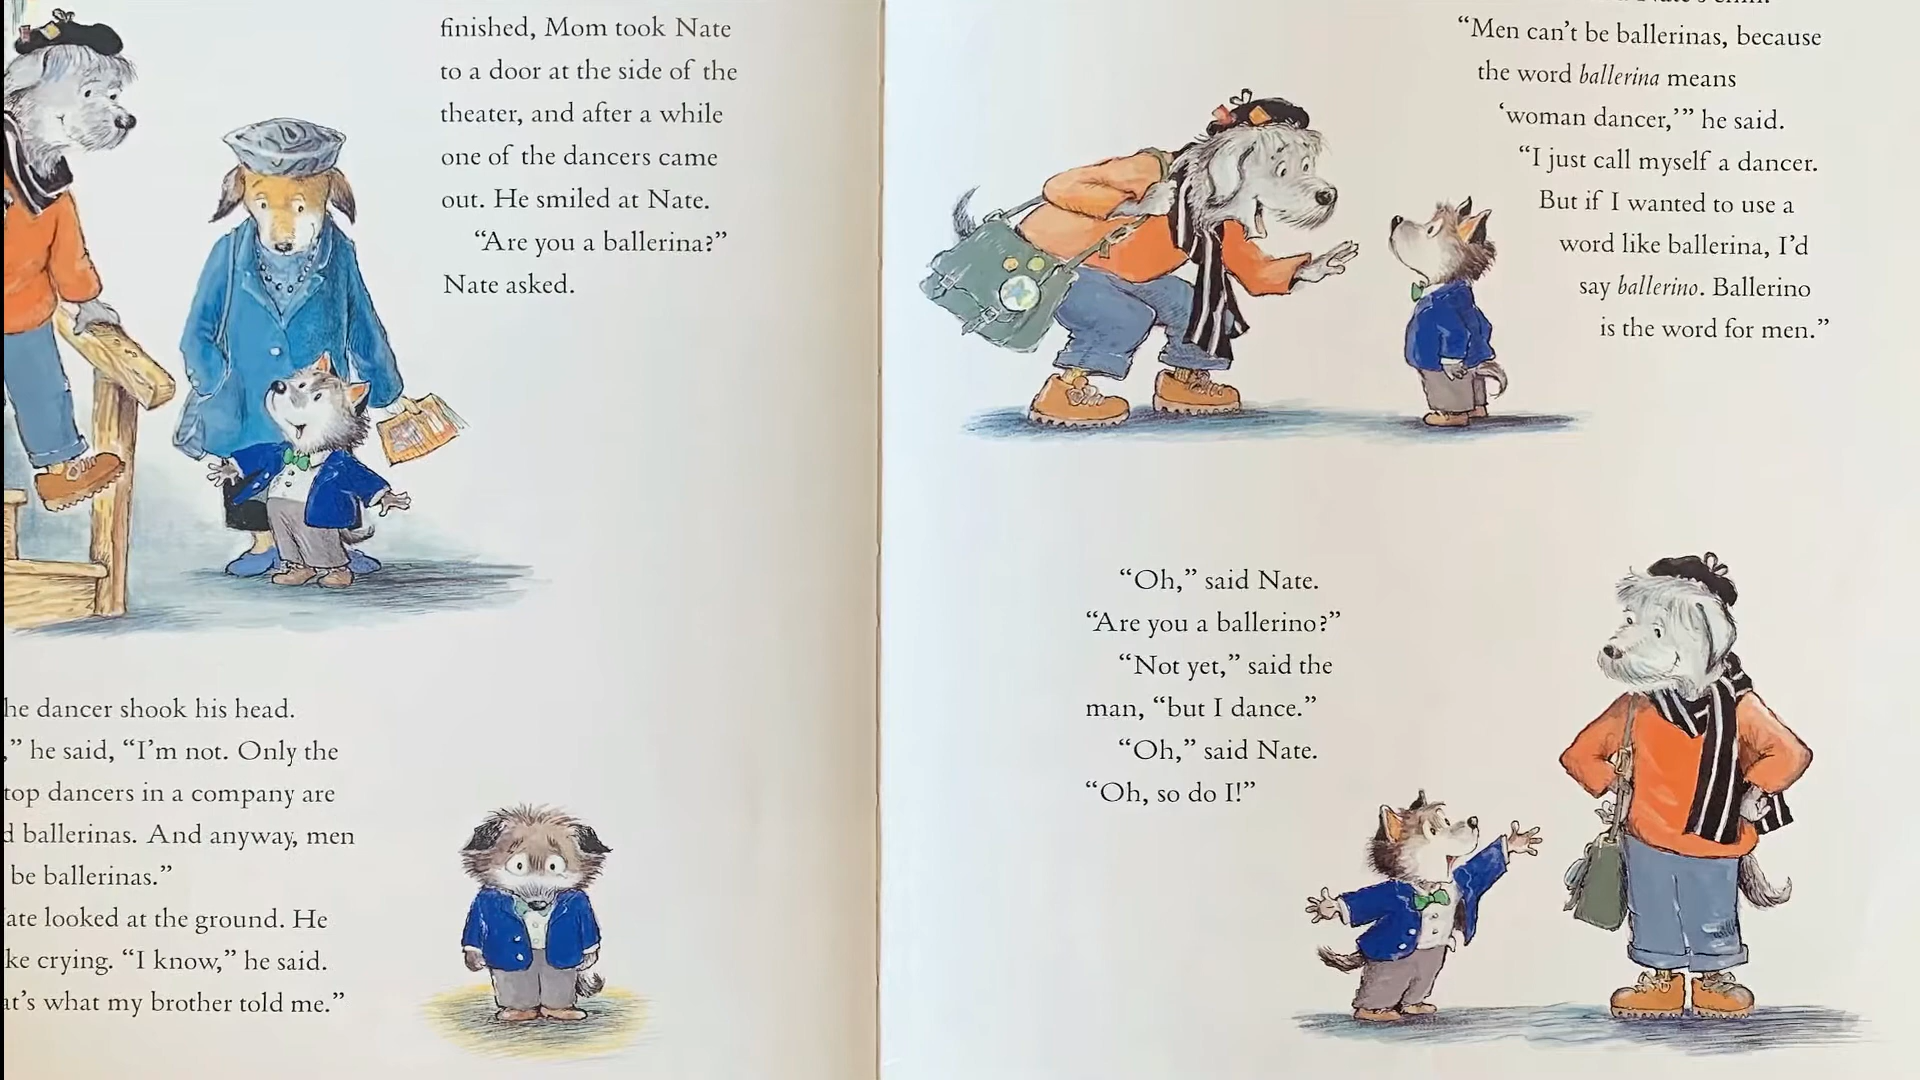 finished, Mom took Nate
to a door at the side of the
theater, and after a while
one of the dancers came
out. He smiled at Nate.
“Are you a ballerina?”
Nate asked.
he dancer shook his head.
,” he said, “I’m not. Only the
top dancers in a company are
ballerinas. And anyway, men
be ballerinas.”
ate looked at the ground. He
ke crying. “I know,” he said.
at’s what my brother told me.”
“Men can’t be ballerinas, because
the word ballerina means
‘woman dancer,’” he said.
“I just call myself a dancer.
But if I wanted to use a
word like ballerina, I’d
say ballerino. Ballerino
is the word for men.”
“Oh,” said Nate.
“Are you a ballerino?”
“Not yet,” said the
man, “but I dance.”
“Oh,” said Nate.
“Oh, so do I!”